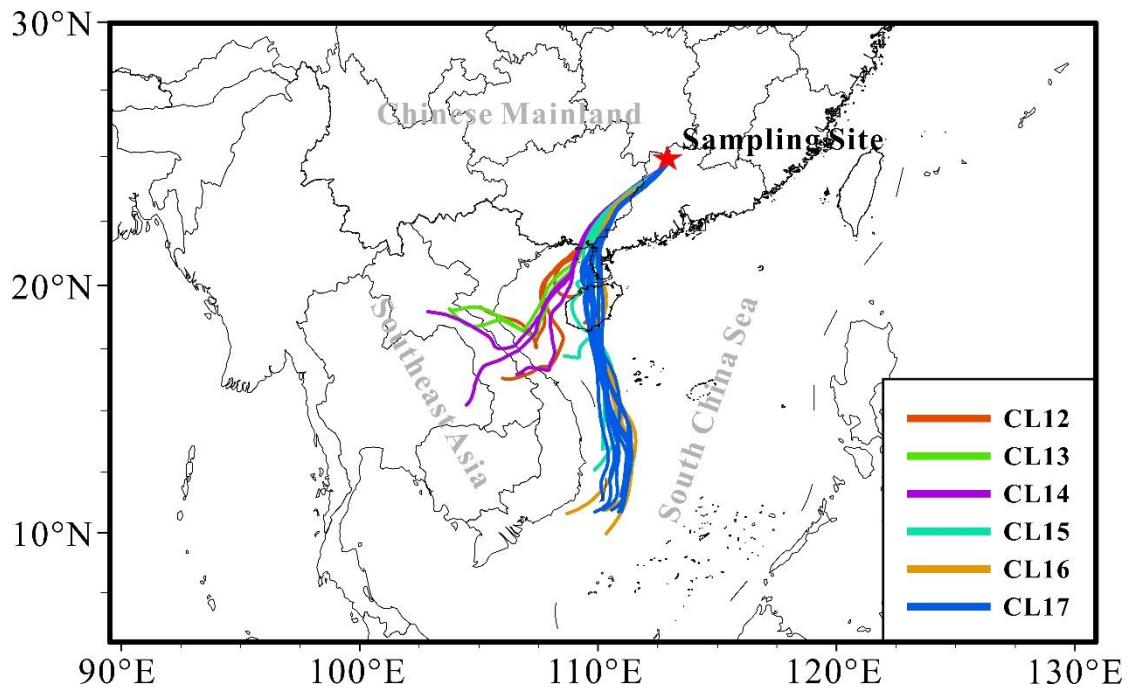 30°N
20°N
10°N
90°E
100°E
110°E
120°E
130°E
Chinese Mainland
Sampling Site
Southeast Asia
South China Sea
CL12
CL13
CL14
CL15
CL16
CL17